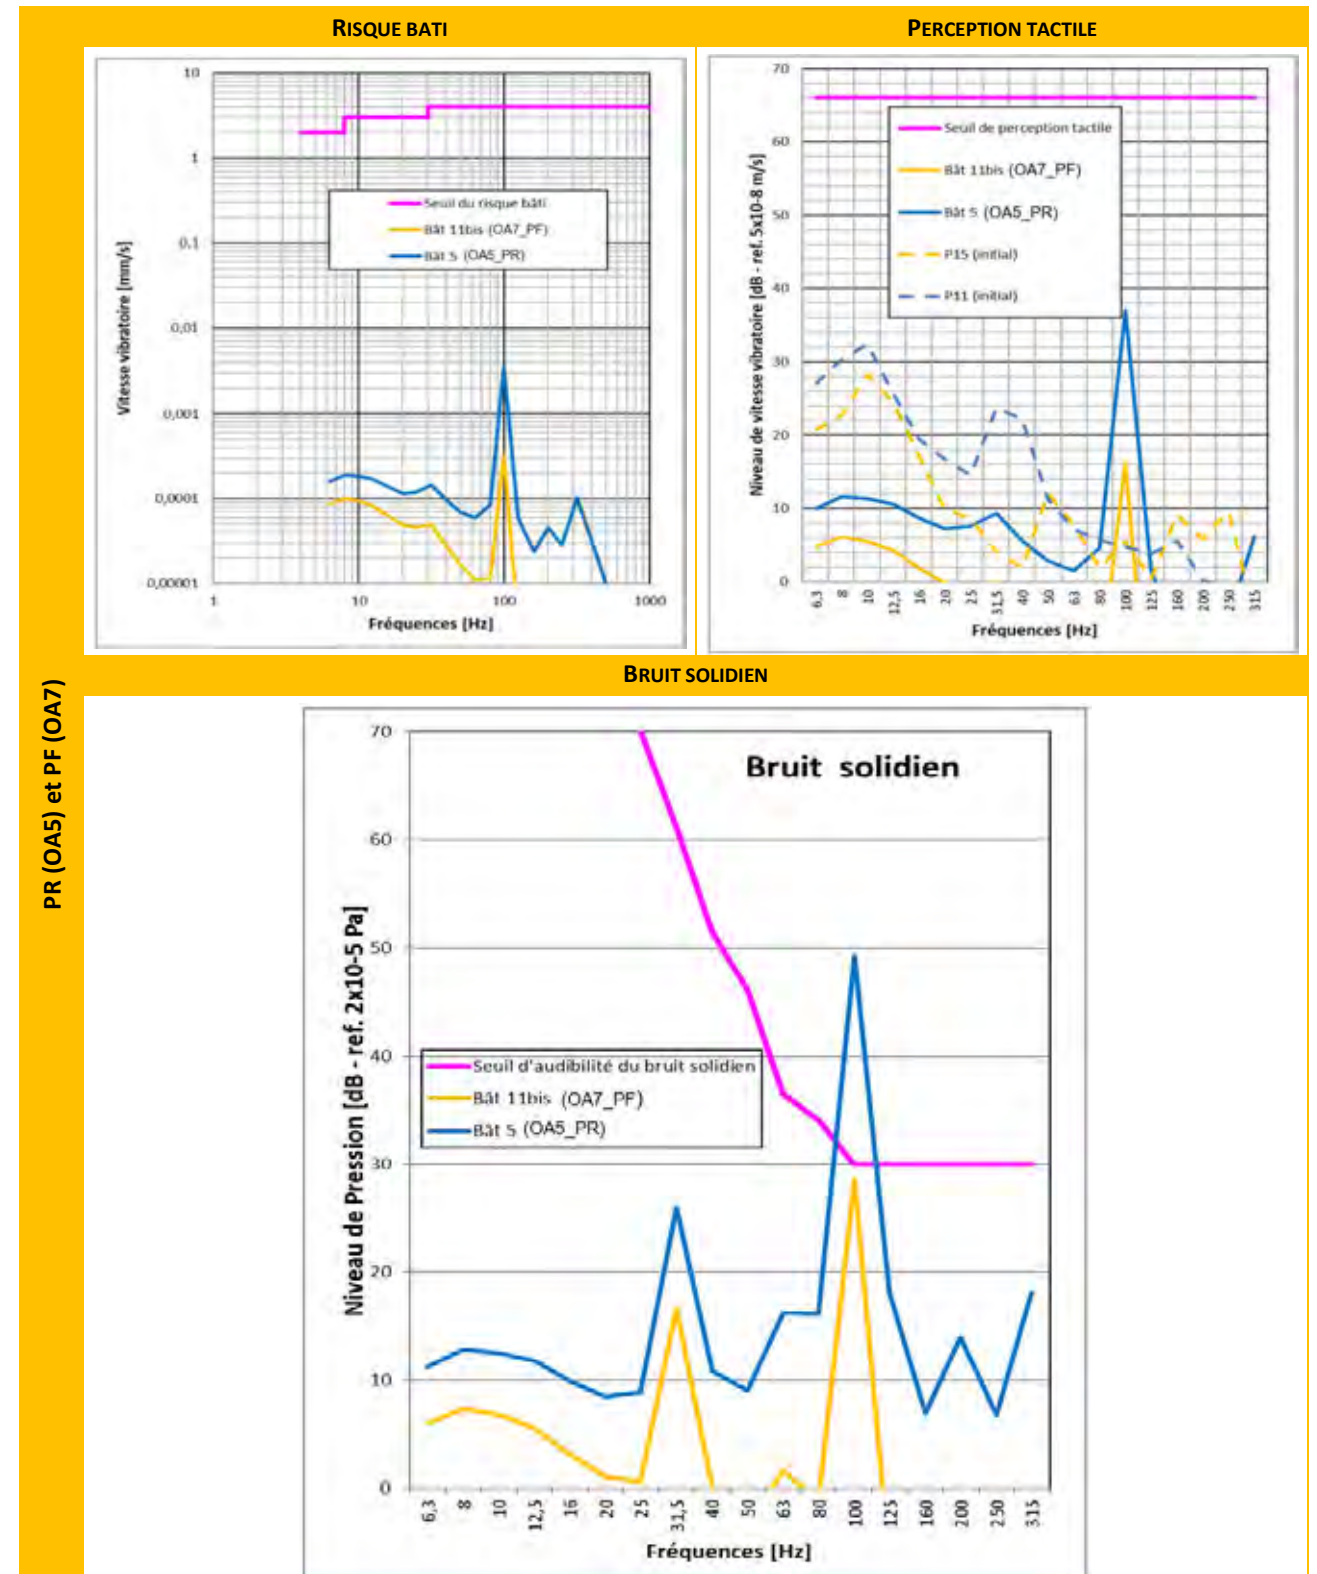 RISQUE BATI
PERCEPTION TACTILE
10
1
0.1
0,01
0,001
0,0001
0,00001
1
10
100
1000
Vitesse vibratoire [mm/s]
Fréquences [Hz]
Seuil du risque bâti
Bât 11bis (OA7_PF)
Bât 5 (OA5_PR)
70
60
50
40
30
20
10
0
6,3
8
10
12,5
16
20
25
31,5
40
50
63
80
100
125
160
200
250
315
Niveau de vitesse vibratoire [dB - ref. 5x10-8 m/s]
Fréquences [Hz]
Seuil de perception tactile
Bât 11bis (OA7_PF)
Bât 5 (OA5_PR)
P15 (initial)
P11 (initial)
BRUIT SOLIDIEN
PR (OA5) et PF (OA7)
Bruit solidien
70
60
50
40
30
20
10
0
6,3
8
10
12,5
16
20
25
31,5
40
50
63
80
100
125
160
200
250
315
Niveau de Pression [dB - ref. 2x10-5 Pa]
Fréquences [Hz]
Seuil d'audibilité du bruit solidien
Bât 11bis (OA7_PF)
Bât 5 (OA5_PR)